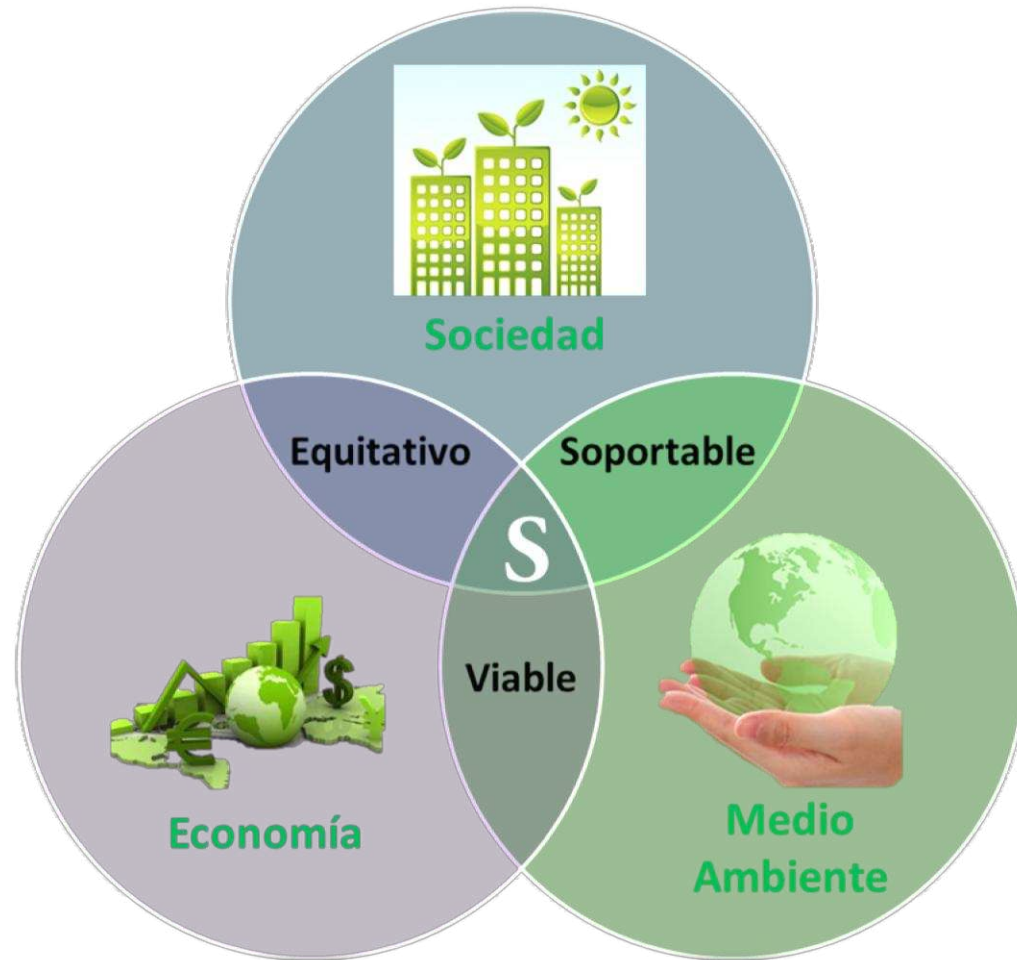 Sociedad
Equitativo
Soportable
S
Viable
€
$
Economía
Medio
Ambiente